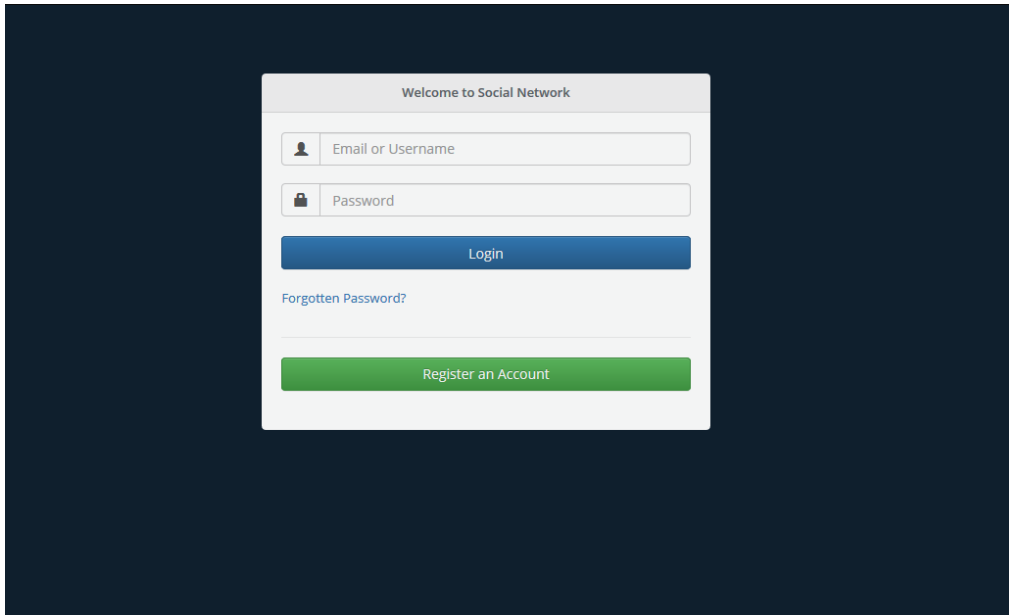 Welcome to Social Network
Email or Username
Password
Login
Forgotten Password?
Register an Account